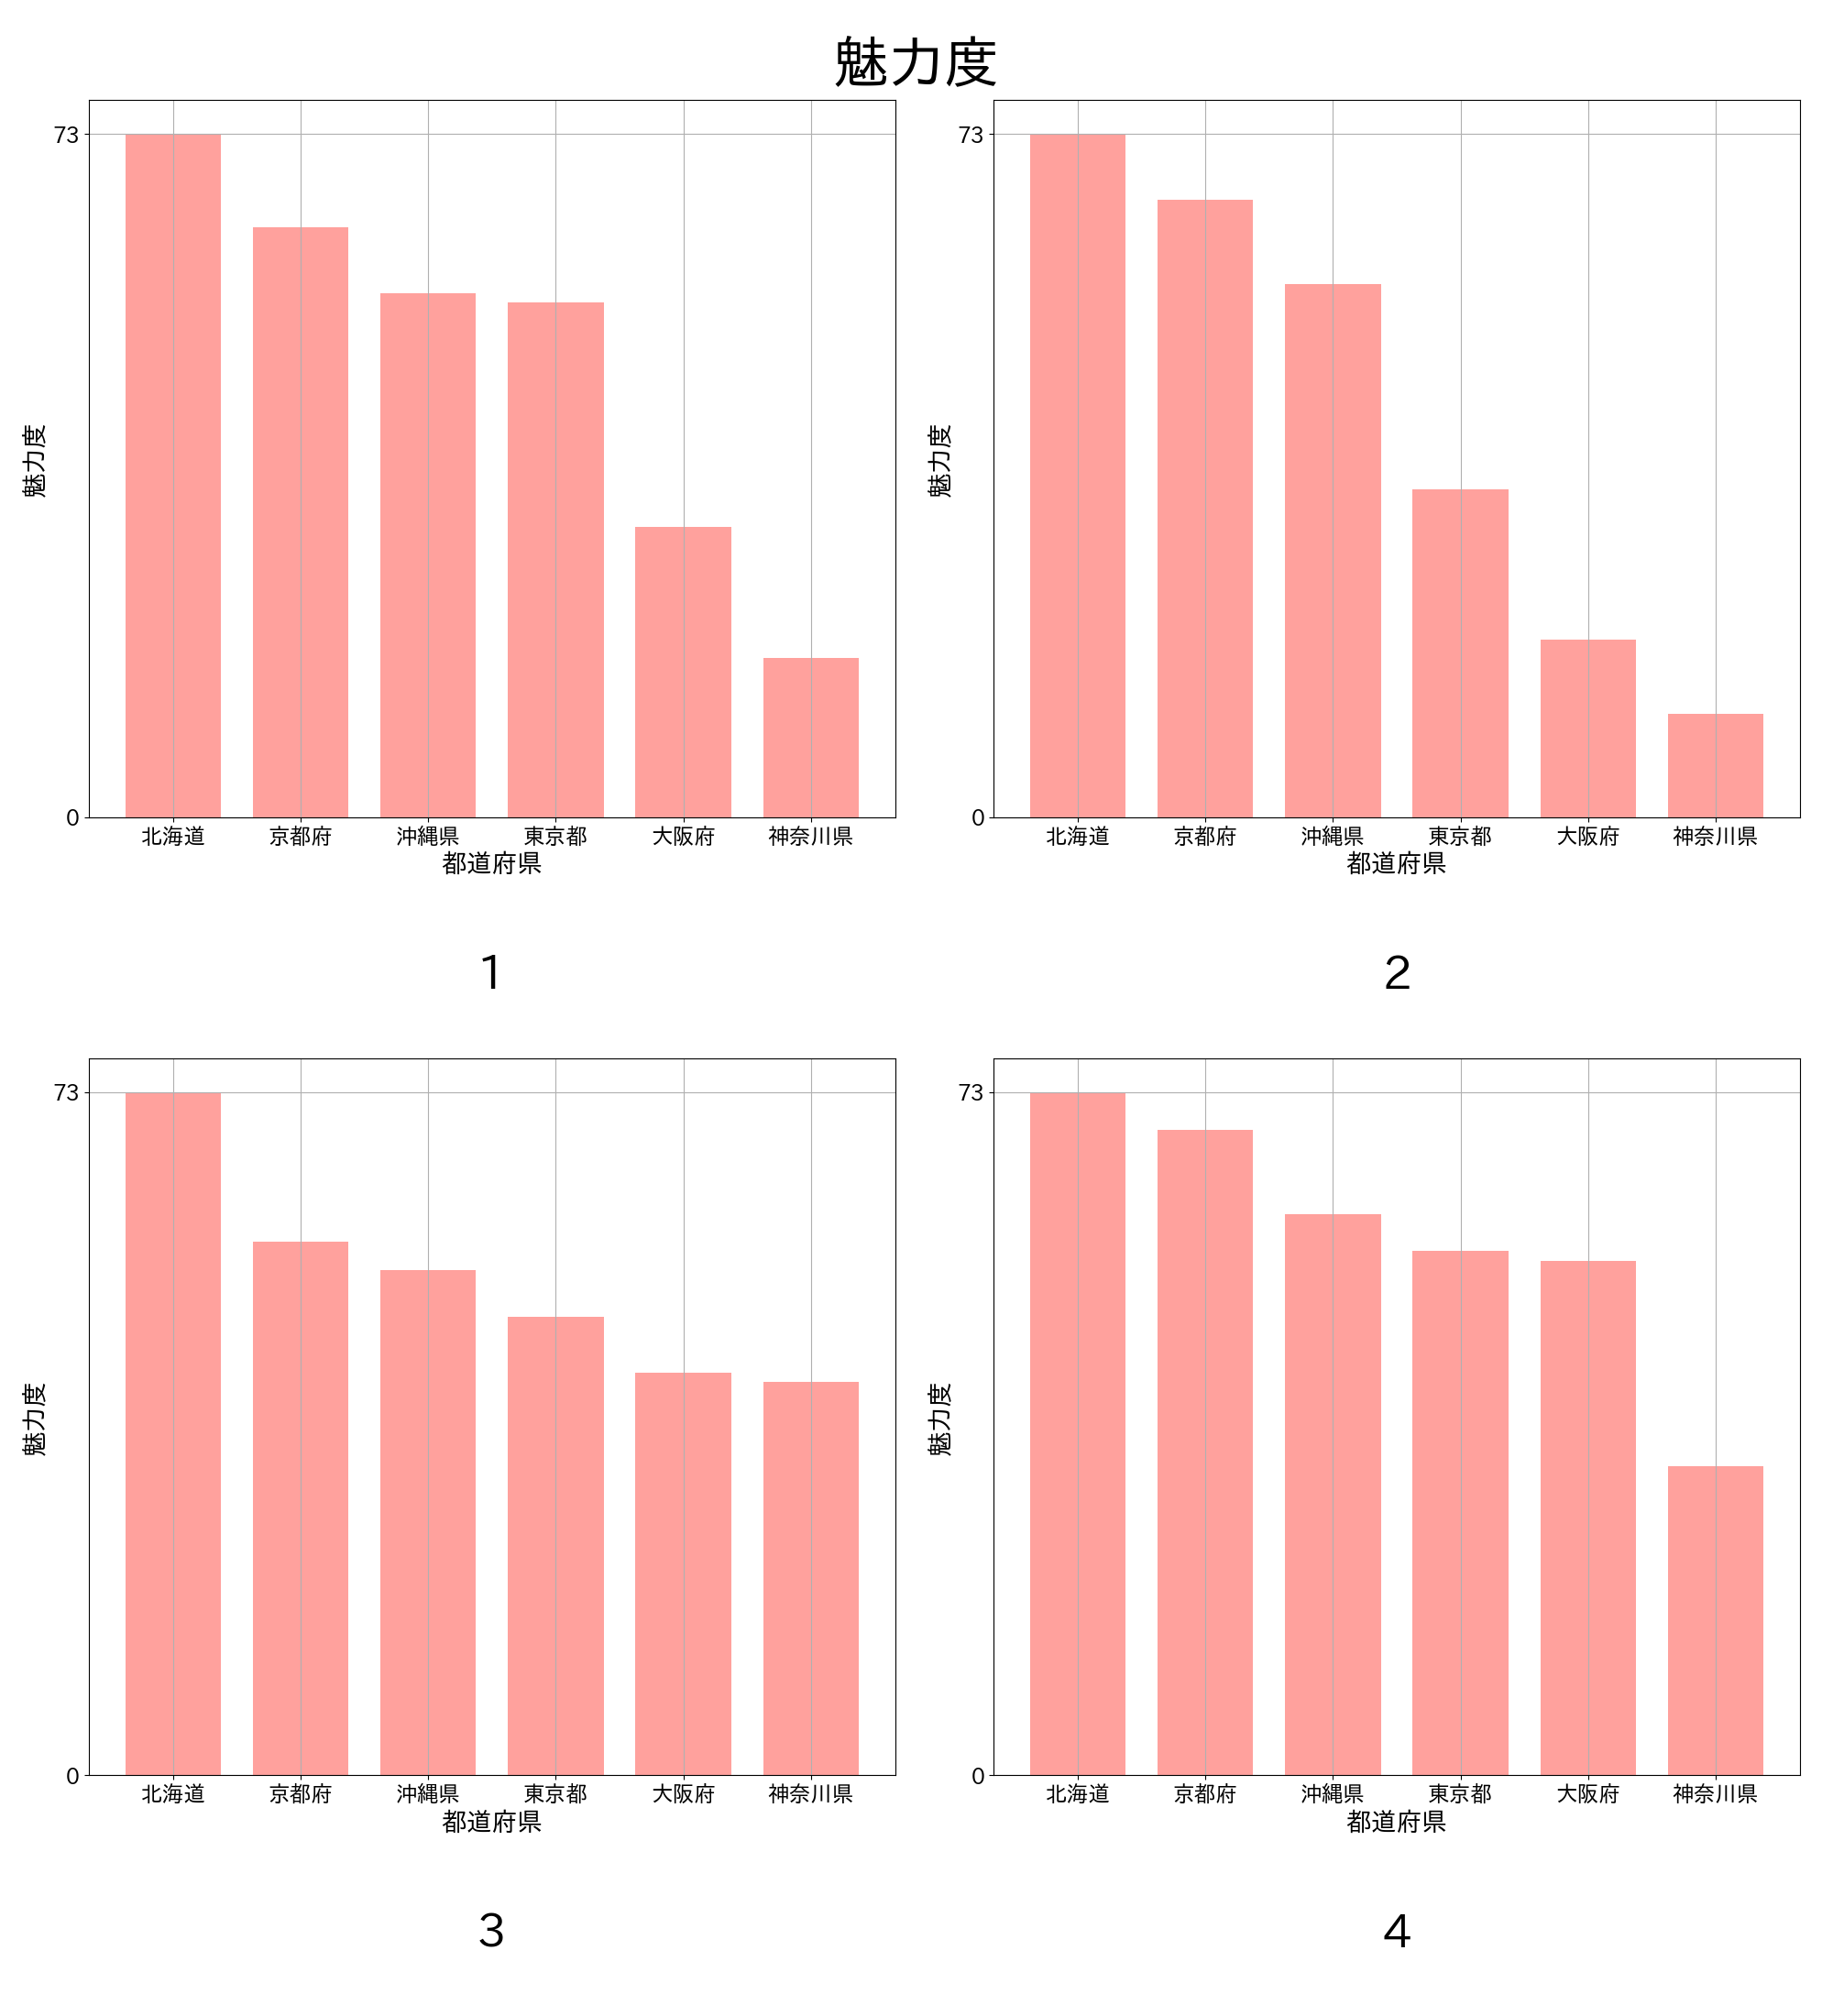 魅力度
73
0
魅力度
北海道 京都府 沖縄県 東京都 大阪府 神奈川県
都道府県
1
73
0
魅力度
北海道 京都府 沖縄県 東京都 大阪府 神奈川県
都道府県
2
73
0
魅力度
北海道 京都府 沖縄県 東京都 大阪府 神奈川県
都道府県
3
73
0
魅力度
北海道 京都府 沖縄県 東京都 大阪府 神奈川県
都道府県
4